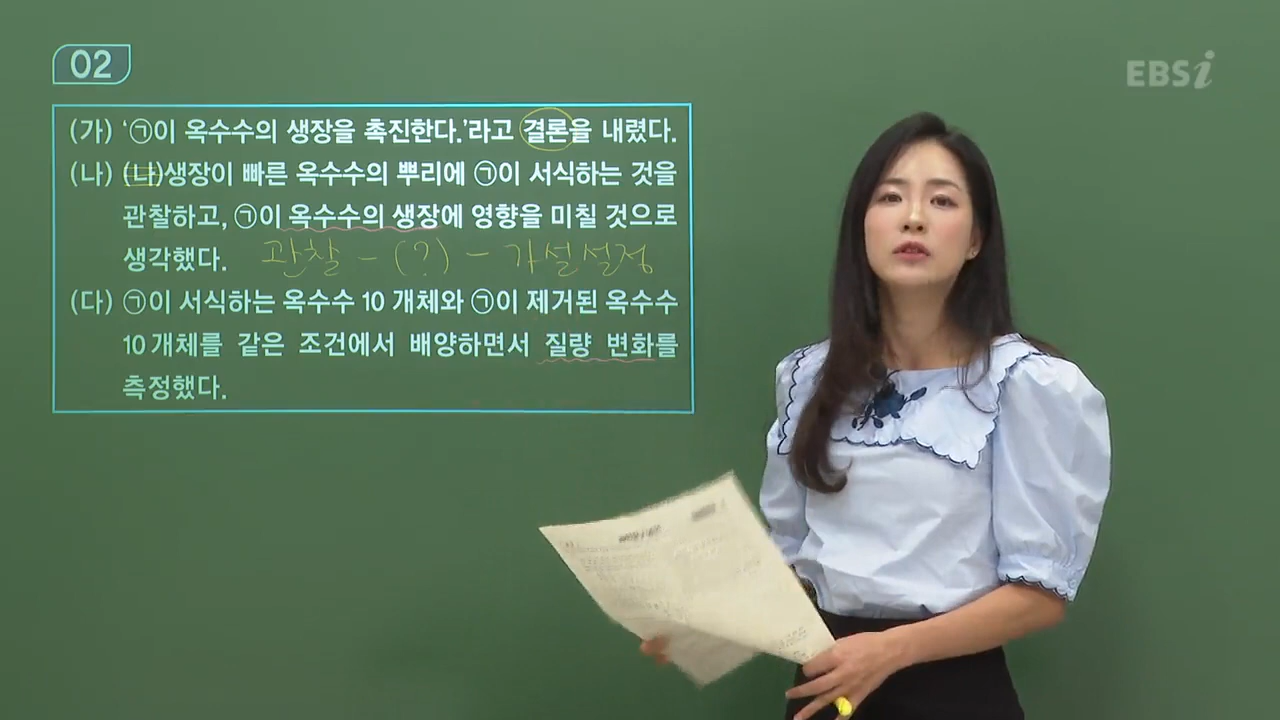 02
EBSi
(가) ‘㉠이 옥수수의 생장을 촉진한다.’라고 결론을 내렸다.
(나) (나)생장이 빠른 옥수수의 뿌리에 ㉠이 서식하는 것을
관찰하고, ㉠이 옥수수의 생장에 영향을 미칠 것으로
생각했다. 관찰 - (?) - 가설설정
(다) ㉠이 서식하는 옥수수 10 개체와 ㉠이 제거된 옥수수
10개체를 같은 조건에서 배양하면서 질량 변화를
측정했다.